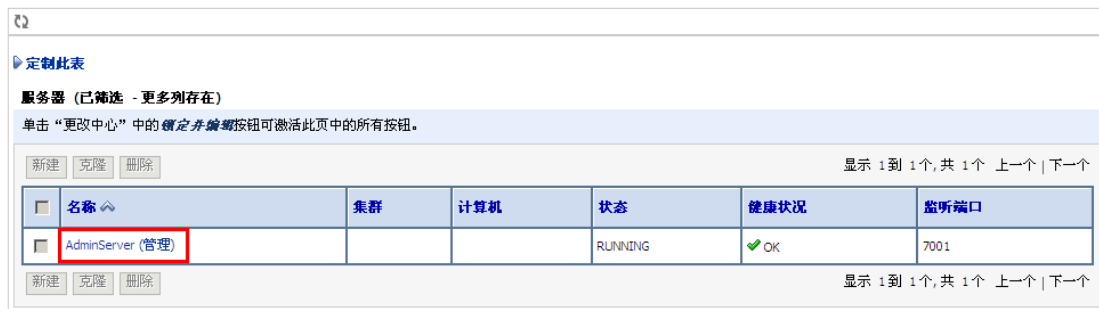 定制此表
服务器 (已筛选 - 更多列存在)
单击“更改中心”中的锁定并编辑按钮可激活此页中的所有按钮。
新建 克隆 删除 显示 1到 1个, 共 1个 上一个 | 下一个
名称 集群 计算机 状态 健康状况 监听端口
AdminServer (管理) RUNNING OK 7001
新建 克隆 删除 显示 1到 1个, 共 1个 上一个 | 下一个